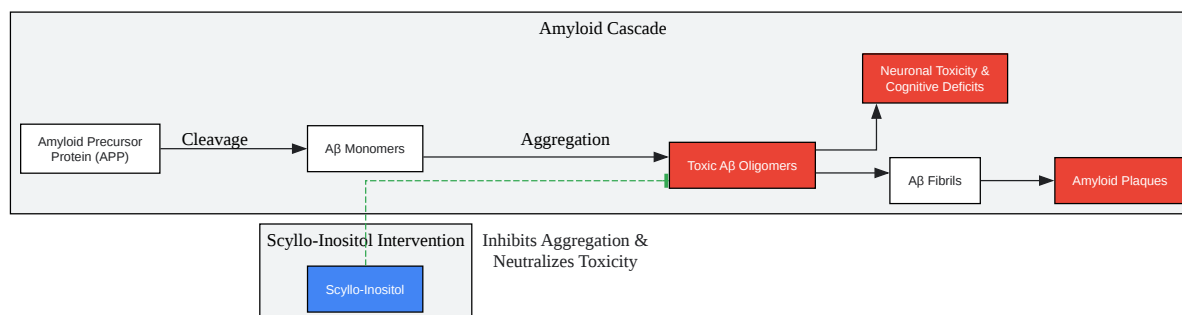 Amyloid Cascade
Neuronal Toxicity &
Cognitive Deficits
Amyloid Precursor
Protein (APP)
Cleavage
Aβ Monomers
Aggregation
Toxic Aβ Oligomers
Aβ Fibrils
Amyloid Plaques
Scyllo-Inositol Intervention
Inhibits Aggregation &
Neutralizes Toxicity
Scyllo-Inositol